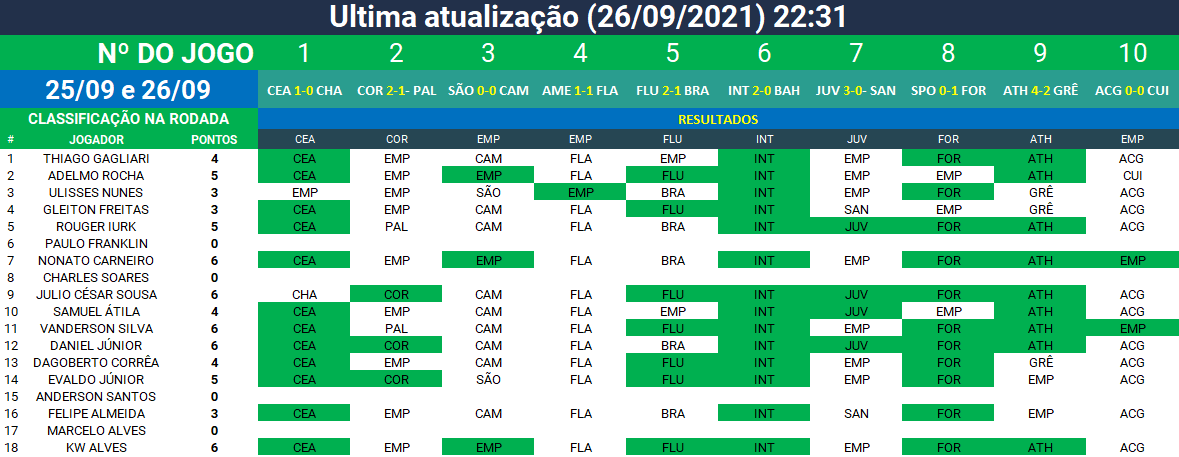 Ultima atualização (26/09/2021) 22:31
Nº DO JOGO 1 2 3 4 5 6 7 8 9 10
25/09 e 26/09 CEA 1-0 CHA COR 2-1- PAL SÃO 0-0 CAM AME 1-1 FLA FLU 2-1 BRA INT 2-0 BAH JUV 3-0- SAN SPO 0-1 FOR ATH 4-2 GRÊ ACG 0-0 CUI
CLASSIFICAÇÃO NA RODADA RESULTADOS
# JOGADOR PONTOS CEA COR EMP EMP FLU INT JUV FOR ATH EMP
1 THIAGO GAGLIARI 4 CEA EMP CAM FLA EMP INT EMP FOR ATH ACG
2 ADELMO ROCHA 5 CEA EMP EMP FLA FLU INT EMP EMP ATH CUI
3 ULISSES NUNES 3 EMP EMP SÃO EMP BRA INT EMP FOR GRÊ ACG
4 GLEITON FREITAS 3 CEA EMP CAM FLA FLU INT SAN EMP GRÊ ACG
5 ROUGER IURK 5 CEA PAL CAM FLA BRA INT JUV FOR ATH ACG
6 PAULO FRANKLIN 0
7 NONATO CARNEIRO 6 CEA EMP EMP FLA BRA INT EMP FOR ATH EMP
8 CHARLES SOARES 0
9 JULIO CÉSAR SOUSA 6 CHA COR CAM FLA FLU INT JUV FOR ATH ACG
10 SAMUEL ÁTILA 4 CEA EMP CAM FLA EMP INT JUV EMP ATH ACG
11 VANDERSON SILVA 6 CEA PAL CAM FLA FLU INT EMP FOR ATH EMP
12 DANIEL JÚNIOR 6 CEA COR CAM FLA BRA INT JUV FOR ATH ACG
13 DAGOBERTO CORRÊA 4 CEA EMP CAM FLA FLU INT EMP FOR GRÊ ACG
14 EVALDO JÚNIOR 5 CEA COR SÃO FLA FLU INT EMP FOR EMP ACG
15 ANDERSON SANTOS 0
16 FELIPE ALMEIDA 3 CEA EMP CAM FLA BRA INT SAN FOR EMP ACG
17 MARCELO ALVES 0
18 KW ALVES 6 CEA EMP EMP FLA FLU INT EMP FOR ATH ACG